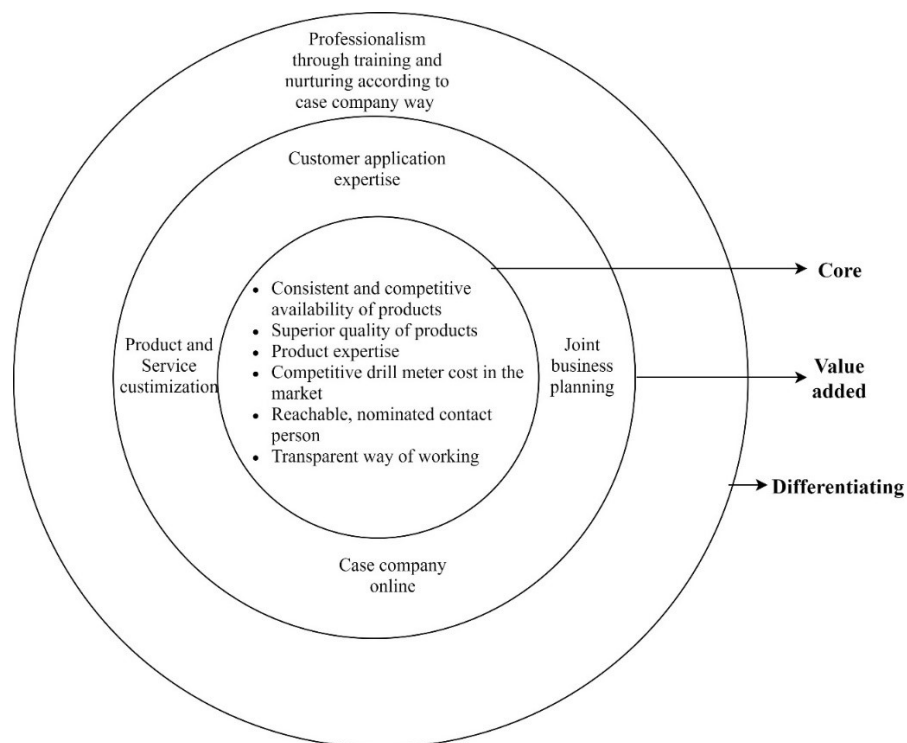 Professionalism
through training and
nurturing according to
case company way
Customer application
expertise
• Consistent and competitive
availability of products
• Superior quality of products
• Product expertise
• Competitive drill meter cost in the
market
• Reachable, nominated contact
person
• Transparent way of working
Product and
Service
custimization
Joint
business
planning
Case company
online
Core
Value
added
Differentiating